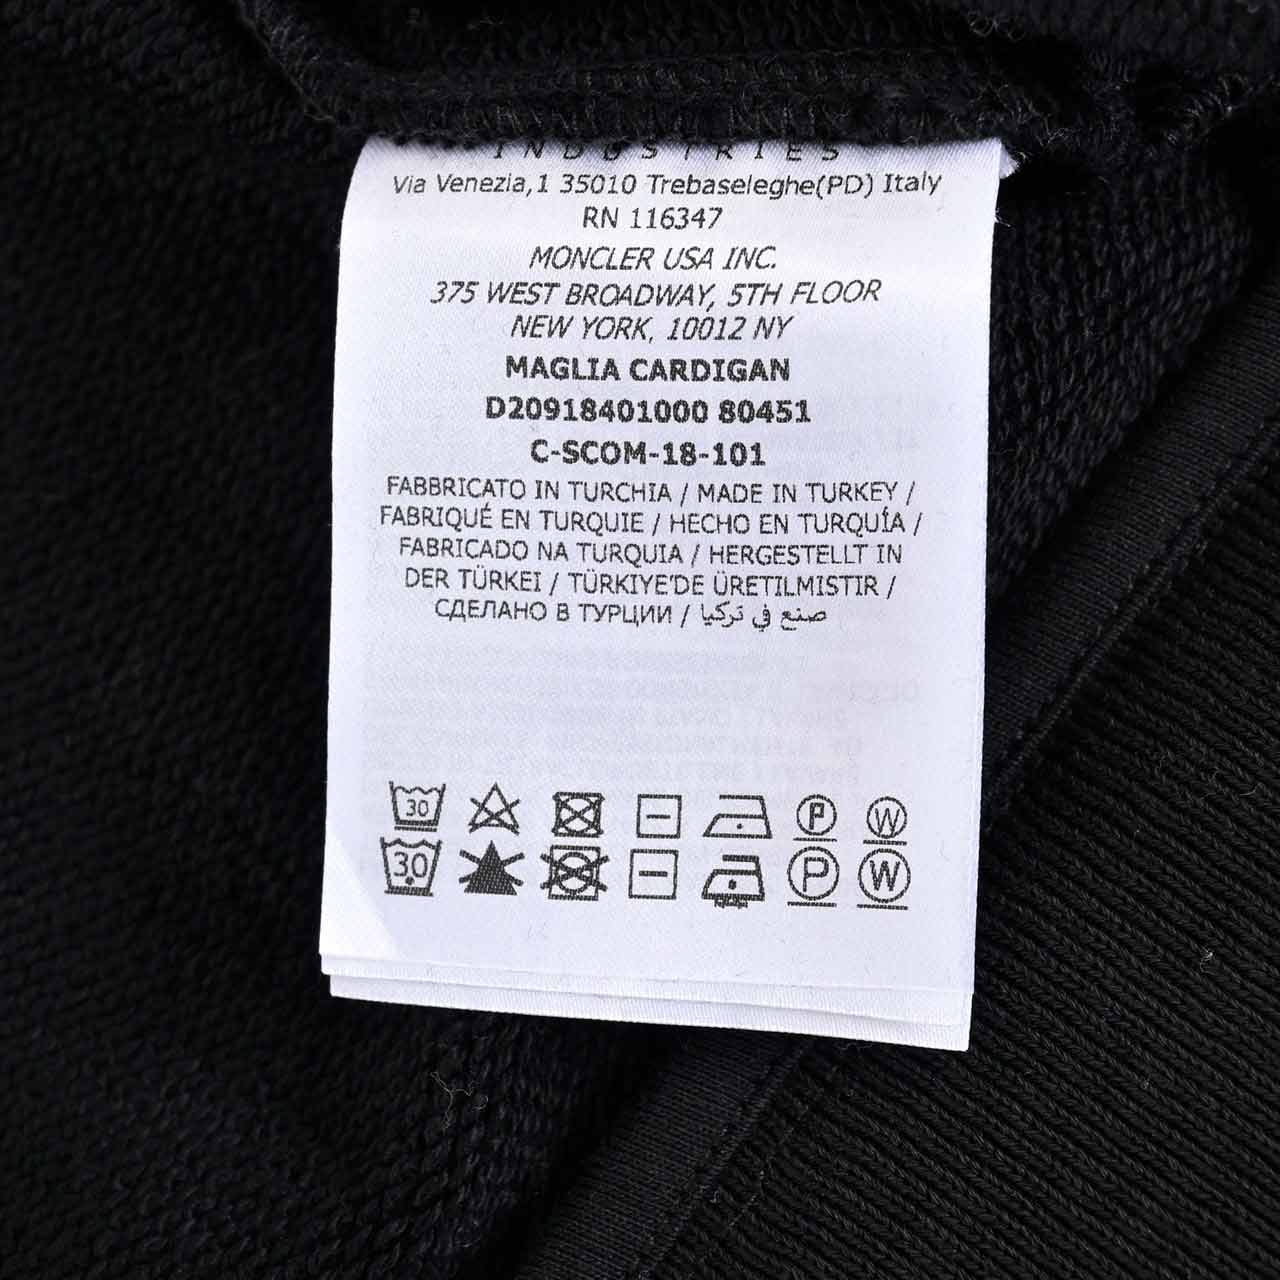 INDUSTRIES
Via Venezia,1 35010 Trebaseleghe(PD) Italy
RN 116347
MONCLER USA INC.
375 WEST BROADWAY, 5TH FLOOR
NEW YORK, 10012 NY
MAGLIA CARDIGAN
D20918401000 80451
C-SCOM-18-101
FABBRICATO IN TURCHIA / MADE IN TURKEY /
FABRIQUÉ EN TURQUIE / HECHO EN TURQUÍA /
FABRICADO NA TURQUIA / HERGESTELLT IN
DER TÜRKEI / TÜRKIYE'DE ÜRETILMISTIR /
СДЕЛАНО В ТУРЦИИ / صنع في تركيا
30 P W
30 P W